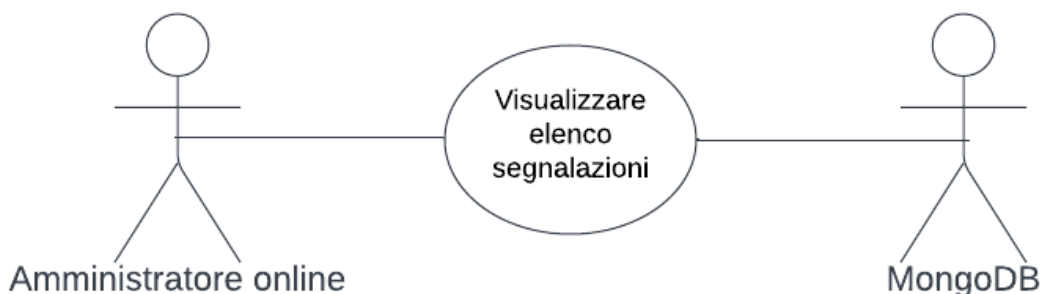 Visualizzare
elenco
segnalazioni
Amministratore online
MongoDB